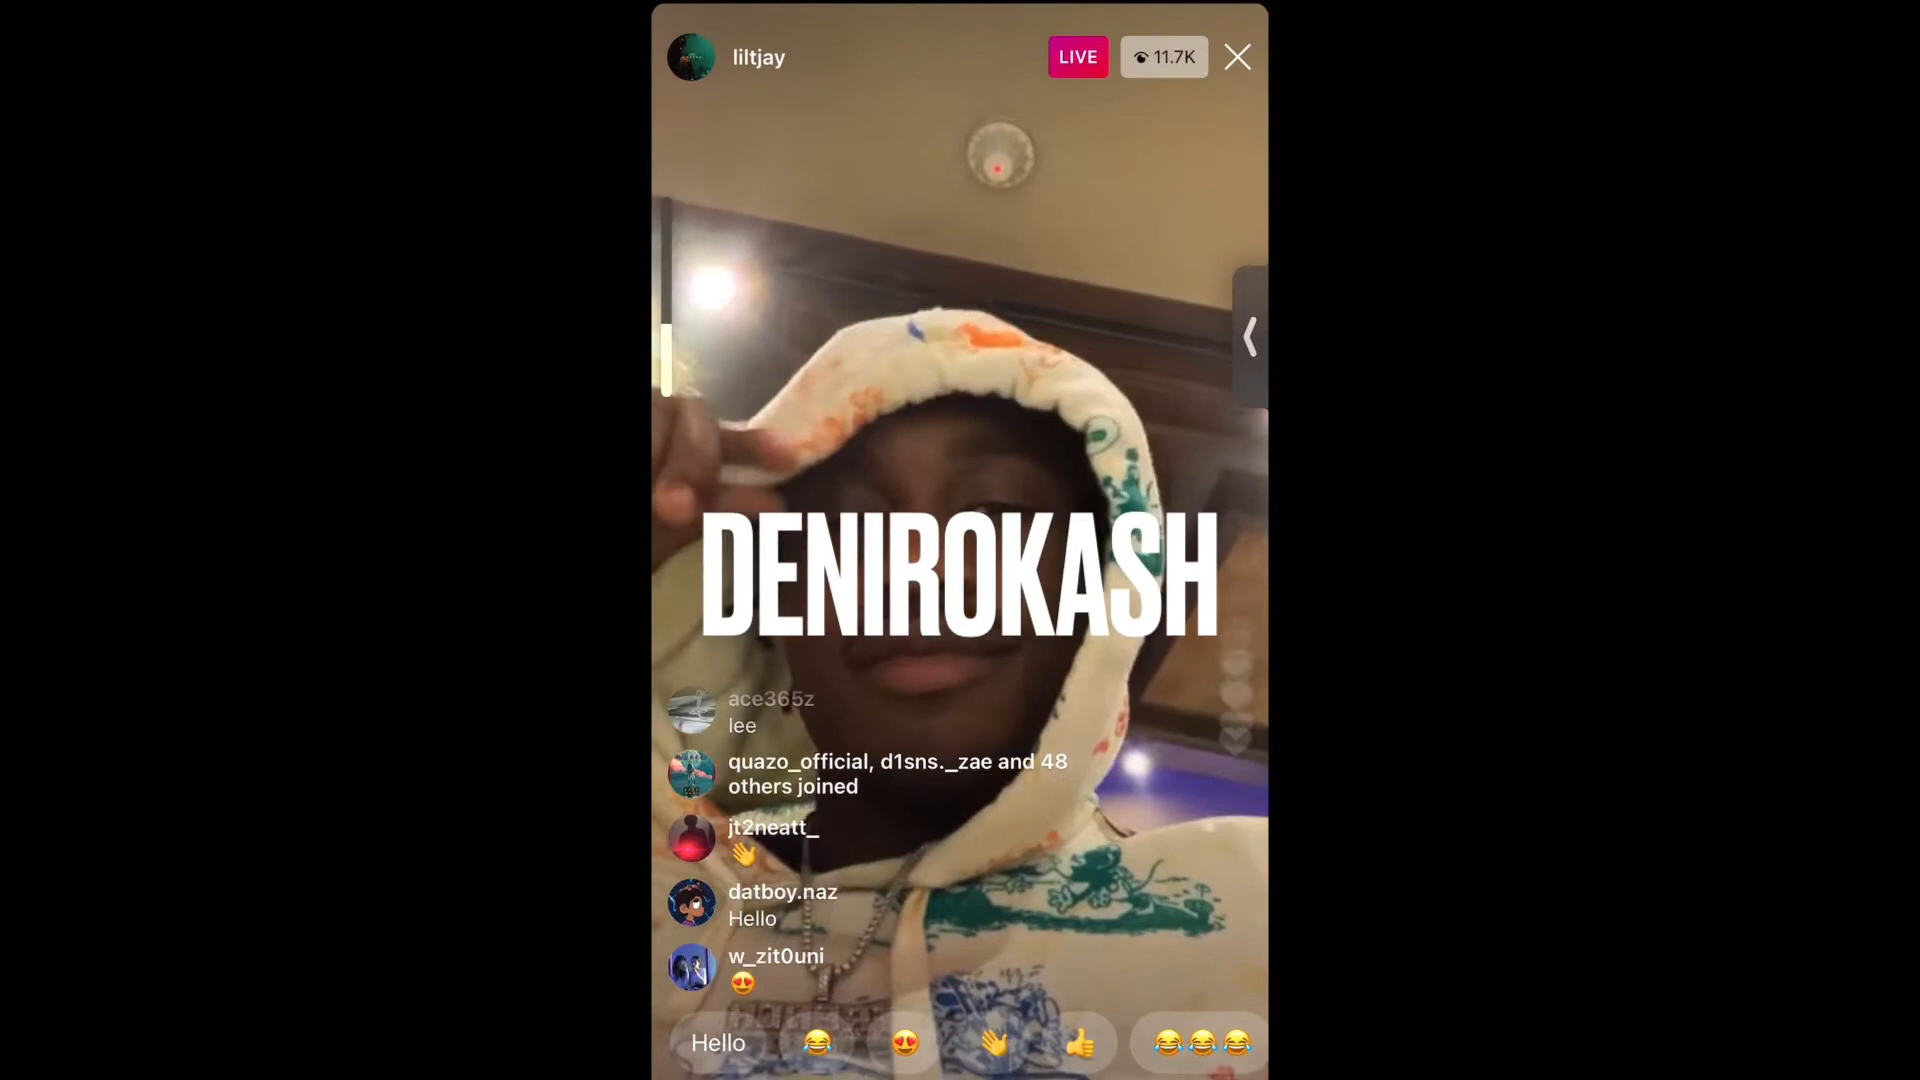 liltjay
LIVE
11.7K
DENIROKASH
ace365z
lee
quazo_official, d1sns._zae and 48
others joined
jt2neatt_
👋
datboy.naz
Hello
w_zit0uni
😍
Hello 😂 😍 👋 👍 😂😂😂